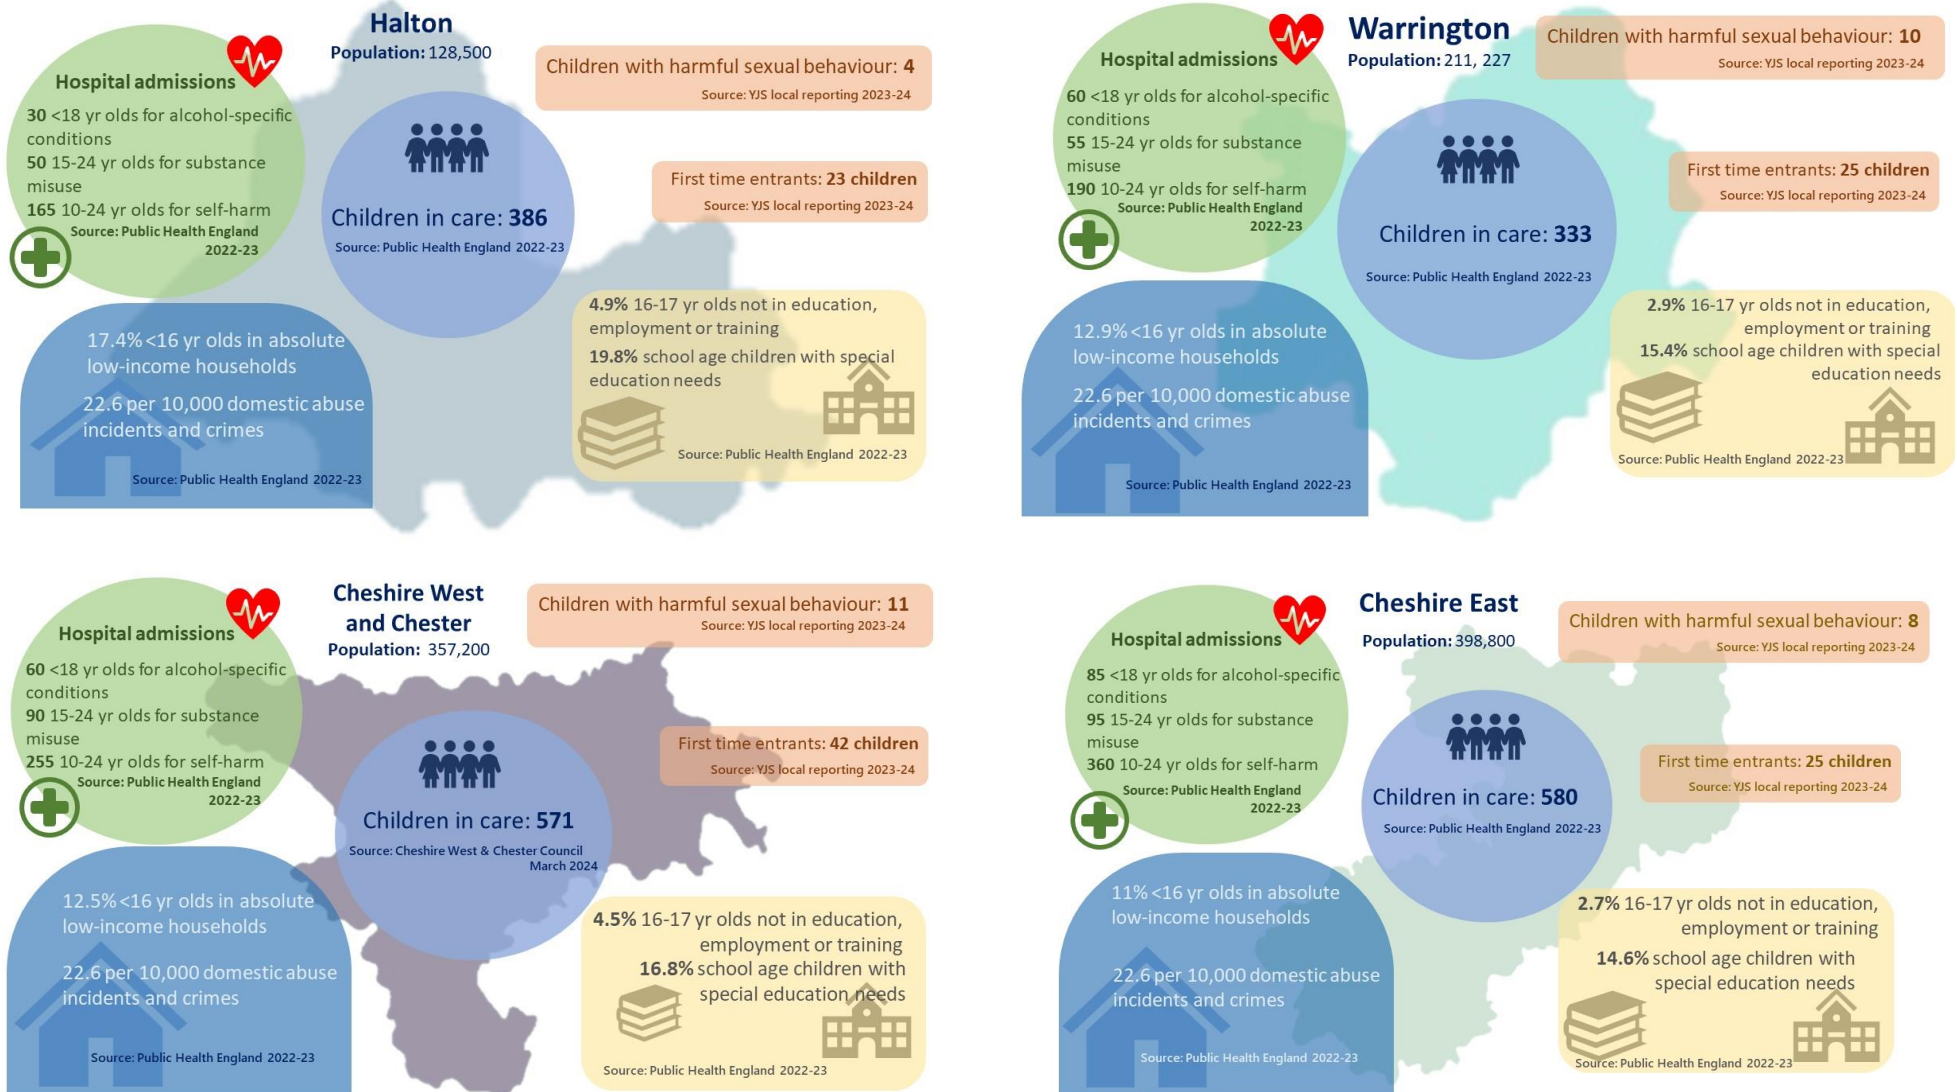 Halton
Population: 128,500
Hospital admissions
30 <18 yr olds for alcohol-specific
conditions
50 15-24 yr olds for substance
misuse
165 10-24 yr olds for self-harm
Source: Public Health England
2022-23
Children with harmful sexual behaviour: 4
Source: YJS local reporting 2023-24
First time entrants: 23 children
Source: YJS local reporting 2023-24
Children in care: 386
Source: Public Health England 2022-23
17.4% <16 yr olds in absolute
low-income households
22.6 per 10,000 domestic abuse
incidents and crimes
Source: Public Health England 2022-23
4.9% 16-17 yr olds not in education,
employment or training
19.8% school age children with special
education needs
Source: Public Health England 2022-23
Warrington
Population: 211, 227
Hospital admissions
60 <18 yr olds for alcohol-specific
conditions
55 15-24 yr olds for substance
misuse
190 10-24 yr olds for self-harm
Source: Public Health England
2022-23
Children with harmful sexual behaviour: 10
Source: YJS local reporting 2023-24
First time entrants: 25 children
Source: YJS local reporting 2023-24
Children in care: 333
Source: Public Health England 2022-23
12.9% <16 yr olds in absolute
low-income households
22.6 per 10,000 domestic abuse
incidents and crimes
Source: Public Health England 2022-23
2.9% 16-17 yr olds not in education,
employment or training
15.4% school age children with special
education needs
Source: Public Health England 2022-23
Cheshire West
and Chester
Population: 357,200
Hospital admissions
60 <18 yr olds for alcohol-specific
conditions
90 15-24 yr olds for substance
misuse
255 10-24 yr olds for self-harm
Source: Public Health England
2022-23
Children with harmful sexual behaviour: 11
Source: YJS local reporting 2023-24
First time entrants: 42 children
Source: YJS local reporting 2023-24
Children in care: 571
Source: Cheshire West & Chester Council
March 2024
12.5% <16 yr olds in absolute
low-income households
22.6 per 10,000 domestic abuse
incidents and crimes
Source: Public Health England 2022-23
4.5% 16-17 yr olds not in education,
employment or training
16.8% school age children with
special education needs
Source: Public Health England 2022-23
Cheshire East
Population: 398,800
Hospital admissions
85 <18 yr olds for alcohol-specific
conditions
95 15-24 yr olds for substance
misuse
360 10-24 yr olds for self-harm
Source: Public Health England
2022-23
Children with harmful sexual behaviour: 8
Source: YJS local reporting 2023-24
First time entrants: 25 children
Source: YJS local reporting 2023-24
Children in care: 580
Source: Public Health England 2022-23
11% <16 yr olds in absolute
low-income households
22.6 per 10,000 domestic abuse
incidents and crimes
Source: Public Health England 2022-23
2.7% 16-17 yr olds not in education,
employment or training
14.6% school age children with
special education needs
Source: Public Health England 2022-23